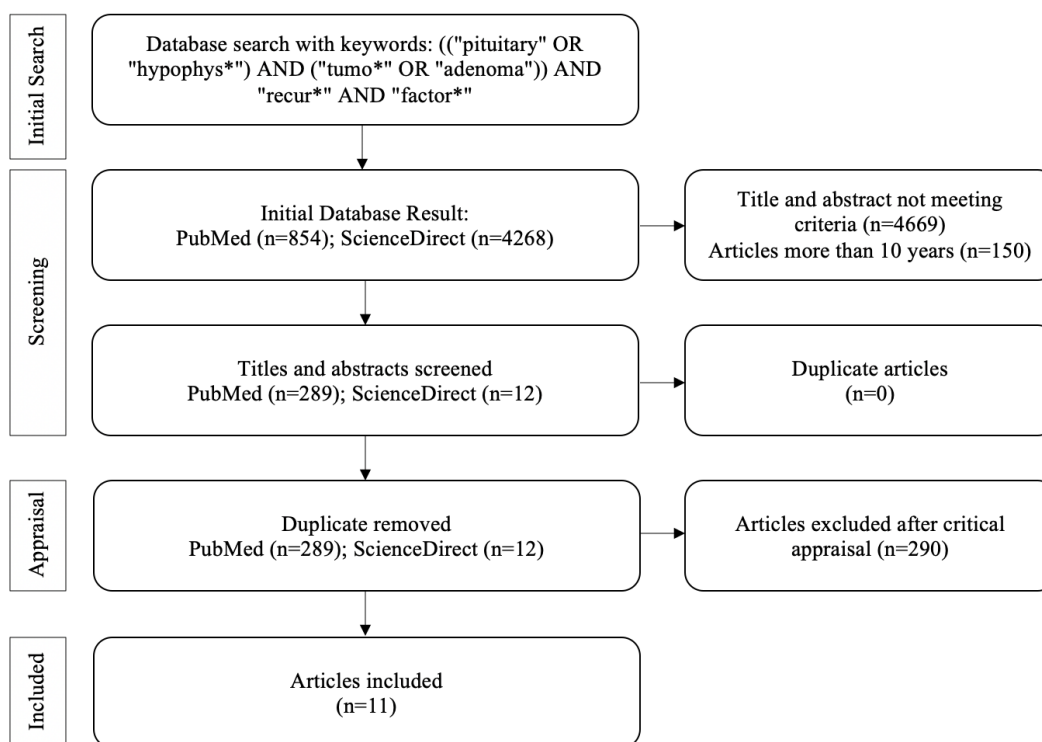 Initial Search
Database search with keywords: (("pituitary" OR
"hypophys*") AND ("tumo*" OR "adenoma")) AND
"recur*" AND "factor*"
Screening
Initial Database Result:
PubMed (n=854); ScienceDirect (n=4268)
Title and abstract not meeting
criteria (n=4669)
Articles more than 10 years (n=150)
Titles and abstracts screened
PubMed (n=289); ScienceDirect (n=12)
Duplicate articles
(n=0)
Appraisal
Duplicate removed
PubMed (n=289); ScienceDirect (n=12)
Articles excluded after critical
appraisal (n=290)
Included
Articles included
(n=11)